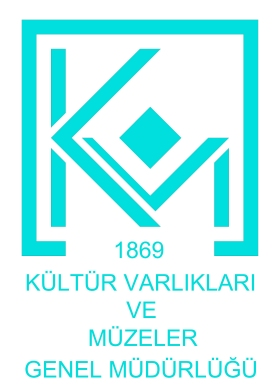 1869
KÜLTÜR VARLIKLARI
VE
MÜZELER
GENEL MÜDÜRLÜĞÜ